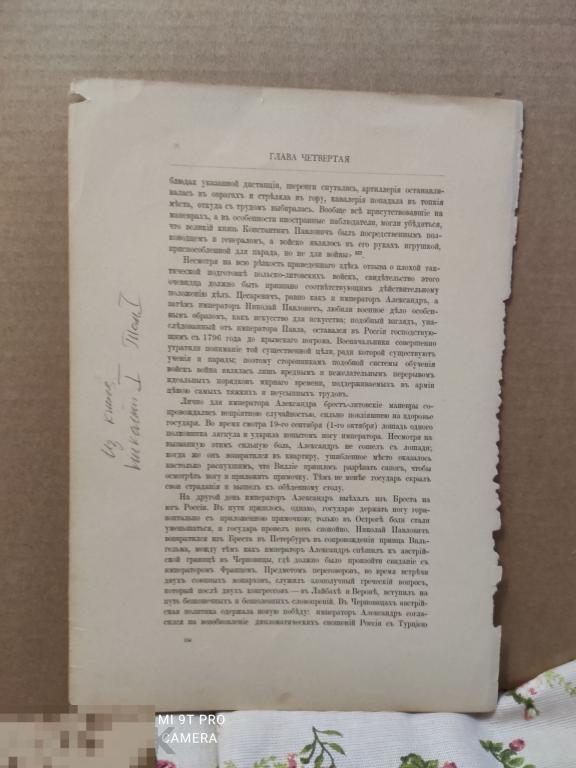 ГЛАВА ЧЕТВЕРТАЯ
блюдая указанной дистанціи, шеренги спутались, артиллерія останавли-
валась въ оврагахъ и стрѣляла въ гору, кавалерія попадала въ топкія
мѣста, откуда съ трудомъ выбиралась. Вообще всѣ присутствовавшіе на
маневрахъ, а въ особенности иностранные наблюдатели, могли убѣдиться,
что великій князь Константинъ Павловичъ былъ посредственнымъ пол-
ководцемъ и генераломъ, а войско являлось въ его рукахъ игрушкой,
приспособленной для парада, но не для войны
Несмотря на всю рѣзкость приведеннаго здѣсь отзыва о плохой так-
тической подготовкѣ польско-литовскихъ войскъ, свидѣтельство этого
очевидца должно быть признано соотвѣтствующимъ дѣйствительному
положенію дѣлъ. Цесаревичъ, равно какъ и императоръ Александръ, а
затѣмъ императоръ Николай Павловичъ, любили военное дѣло особен-
нымъ образомъ, какъ искусство для искусства; подобный взглядъ, уна-
слѣдованный отъ императора Павла, оставался въ Россіи господствую-
щимъ съ 1796 года до крымскаго погрома. Военачальники совершенно
утратили пониманіе той существенной цѣли, ради которой существуютъ
ученія и парады; поэтому сторонникамъ подобной системы обученія
войскъ война являлась лишь вреднымъ и нежелательнымъ перерывомъ
идеальныхъ порядковъ мирнаго времени, поддерживаемыхъ въ арміи
цѣною самыхъ тяжкихъ и неусыпныхъ трудовъ.
Лично для императора Александра брестъ-литовскіе маневры со-
провождались непріятною случайностью, сильно повліявшею на здоровье
государя. Во время смотра 19-го сентября (1-го октября) лошадь одного
полковника лягнула и ударила копытомъ ногу императора. Несмотря на
вызванную этимъ сильную боль, Александръ не сошелъ съ лошади;
когда же онъ возвратился въ квартиру, ушибленное мѣсто оказалось
настолько распухшимъ, что Вилліе пришлось разрѣзать сапогъ, чтобы
осмотрѣть ногу и приложить примочку. Тѣмъ не менѣе государь скрылъ
свои страданія и вышелъ къ обѣденному столу.
На другой день императоръ Александръ выѣхалъ изъ Бреста на
югъ Россіи. Въ пути пришлось, однако, государю держать ногу гори-
зонтально съ приложенною примочкою; только въ Острогѣ боли стали
уменьшаться, и государь провелъ ночь спокойно. Николай Павловичъ
возвратился изъ Бреста въ Петербургъ въ сопровожденіи принца Виль-
гельма, между тѣмъ какъ императоръ Александръ спѣшилъ къ австрій-
ской границѣ въ Черновицы, гдѣ должно было произойти свиданіе съ
императоромъ Францемъ. Предметомъ переговоровъ, во время встрѣчи
двухъ союзныхъ монарховъ, служилъ злополучный греческій вопросъ,
который послѣ двухъ конгрессовъ — въ Лайбахѣ и Веронѣ, вступилъ на
путь безконечныхъ и безполезныхъ словопреній. Въ Черновицахъ австрій-
ская политика одержала новую побѣду: императоръ Александръ согла-
сился на возобновленіе дипломатическихъ сношеній Россіи съ Турціею
Из книги
Николай I Том I
MI 9T PRO
CAMERA